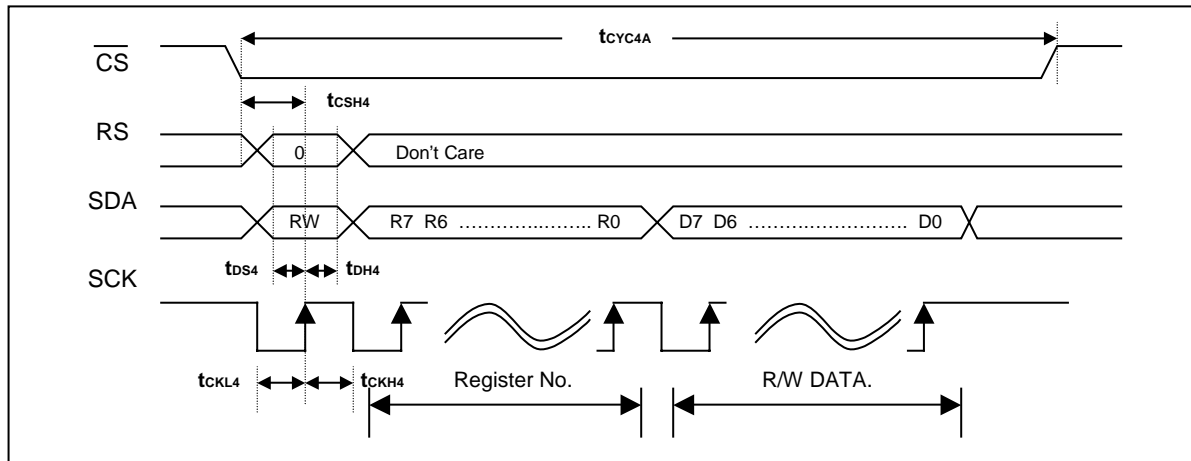 tCYC4A
CS
tCSH4
RS
0 Don't Care
SDA
RW R7 R6 ........................ R0 D7 D6 ............................ D0
tDS4 tDH4
SCK
tCKL4 tCKH4 Register No. R/W DATA.